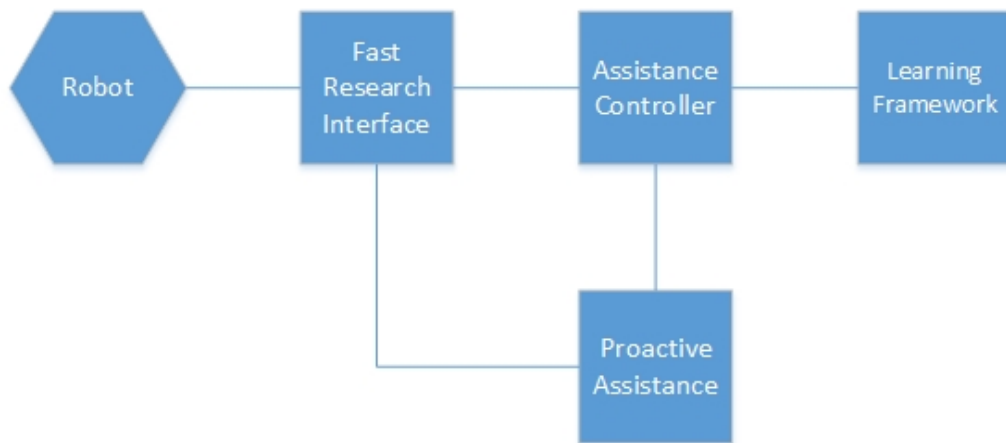 Robot
Fast
Research
Interface
Assistance
Controller
Learning
Framework
Proactive
Assistance